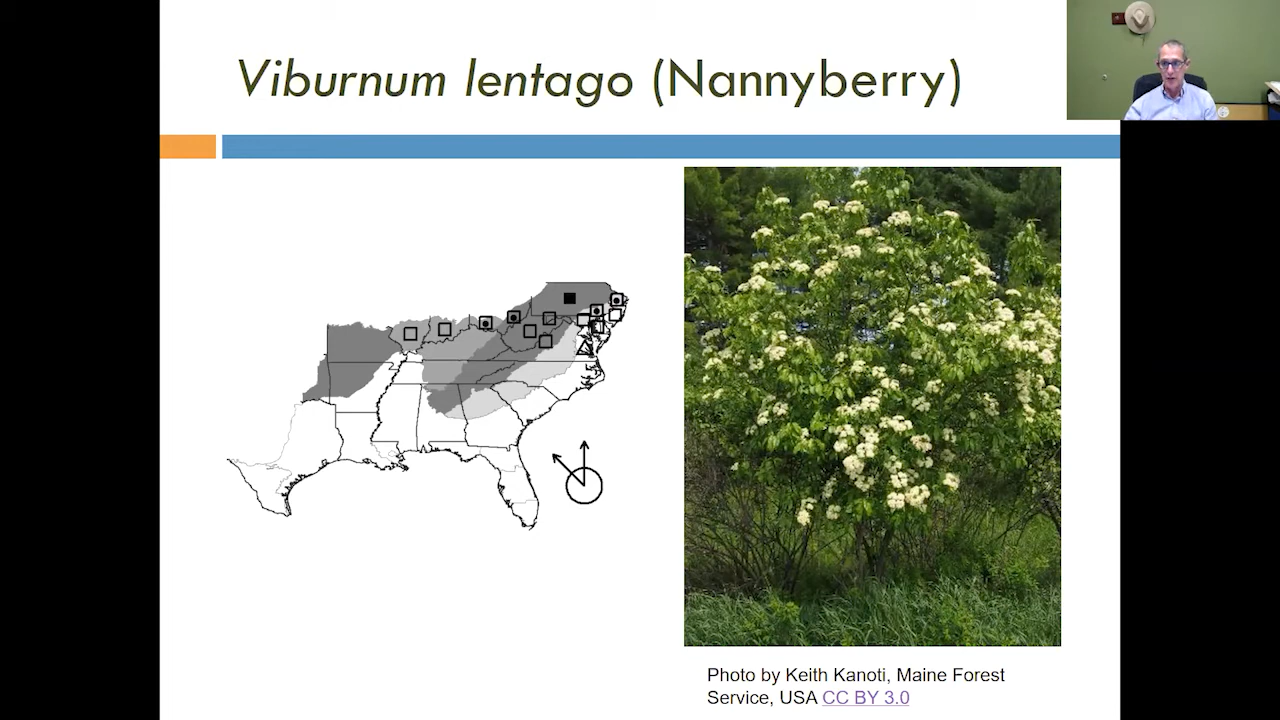 Viburnum lentago (Nannyberry)
Photo by Keith Kanoti, Maine Forest
Service, USA CC BY 3.0